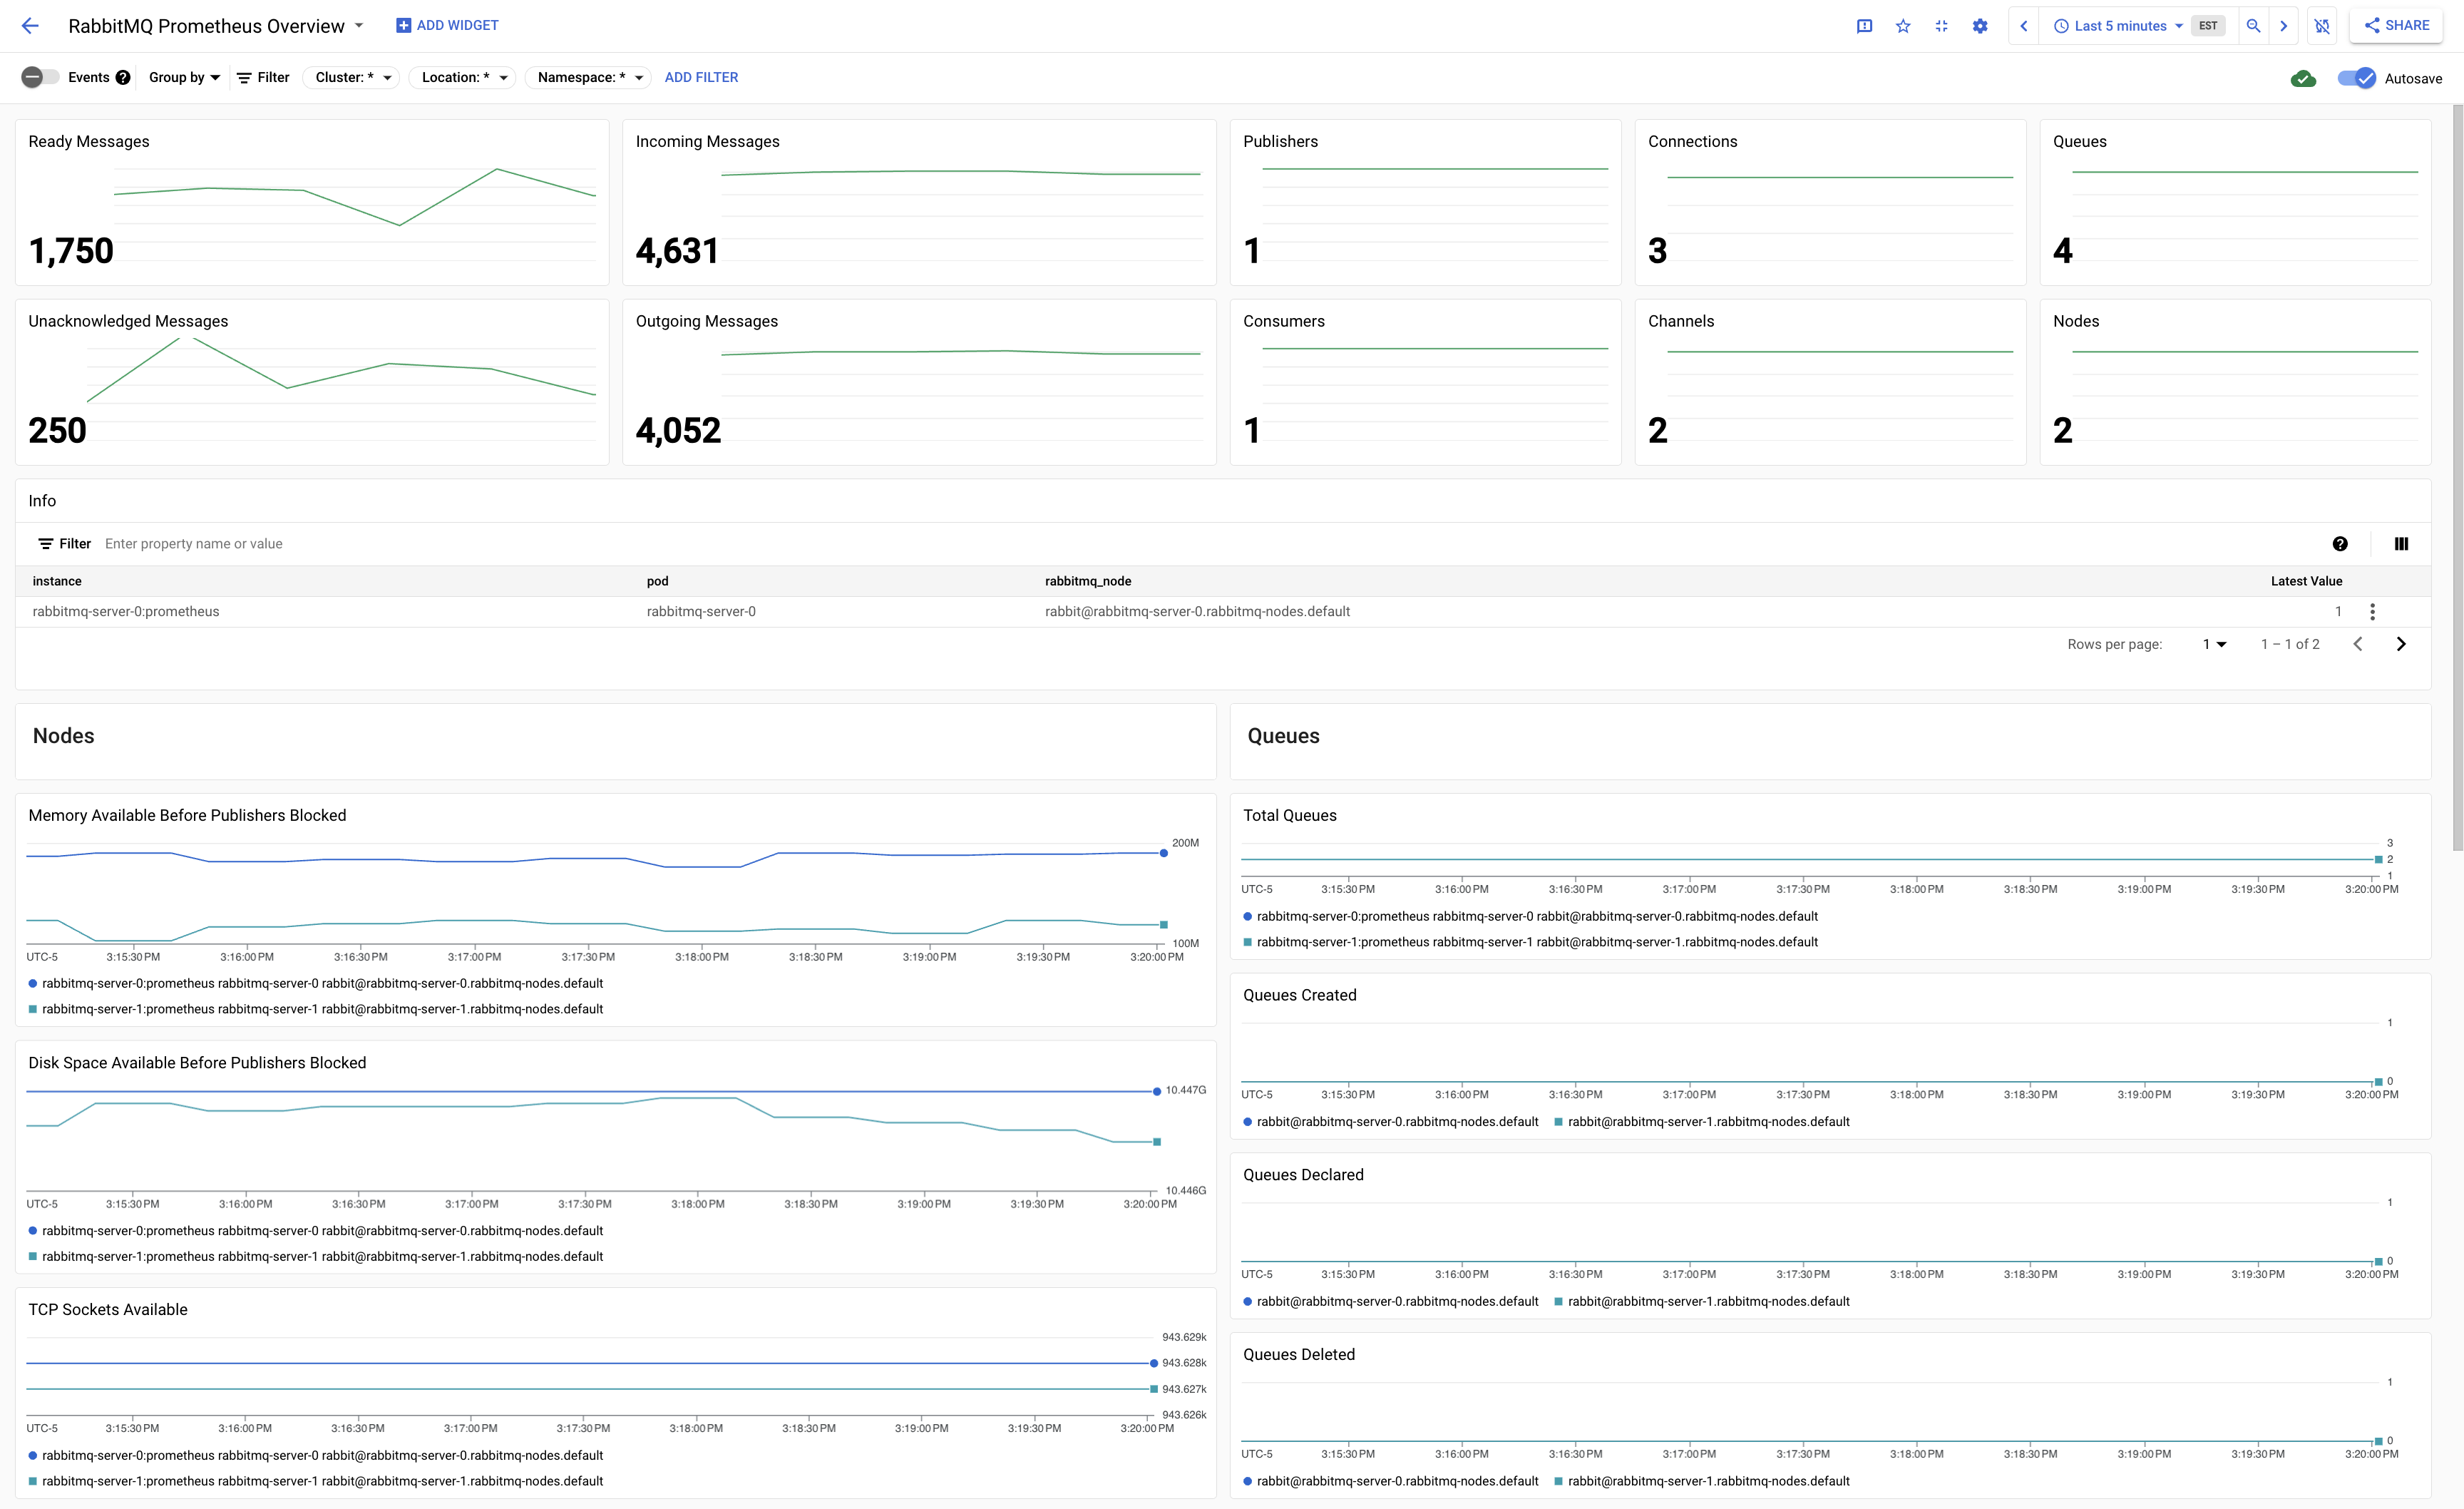 RabbitMQ Prometheus Overview
ADD WIDGET
Last 5 minutes EST
SHARE
Events Group by Filter Cluster: * Location: * Namespace: * ADD FILTER
Autosave
Ready Messages
1,750
Incoming Messages
4,631
Publishers
1
Connections
3
Queues
4
Unacknowledged Messages
250
Outgoing Messages
4,052
Consumers
1
Channels
2
Nodes
2
Info
Filter Enter property name or value
instance pod rabbitmq_node Latest Value
rabbitmq-server-0:prometheus rabbitmq-server-0 rabbit@rabbitmq-server-0.rabbitmq-nodes.default 1
Rows per page: 1 1 – 1 of 2
Nodes
Memory Available Before Publishers Blocked
200M
100M
UTC-5 3:15:30 PM 3:16:00 PM 3:16:30 PM 3:17:00 PM 3:17:30 PM 3:18:00 PM 3:18:30 PM 3:19:00 PM 3:19:30 PM 3:20:00 PM
rabbitmq-server-0:prometheus rabbitmq-server-0 rabbit@rabbitmq-server-0.rabbitmq-nodes.default
rabbitmq-server-1:prometheus rabbitmq-server-1 rabbit@rabbitmq-server-1.rabbitmq-nodes.default
Disk Space Available Before Publishers Blocked
10.447G
10.446G
UTC-5 3:15:30 PM 3:16:00 PM 3:16:30 PM 3:17:00 PM 3:17:30 PM 3:18:00 PM 3:18:30 PM 3:19:00 PM 3:19:30 PM 3:20:00 PM
rabbitmq-server-0:prometheus rabbitmq-server-0 rabbit@rabbitmq-server-0.rabbitmq-nodes.default
rabbitmq-server-1:prometheus rabbitmq-server-1 rabbit@rabbitmq-server-1.rabbitmq-nodes.default
TCP Sockets Available
943.629k
943.628k
943.627k
943.626k
UTC-5 3:15:30 PM 3:16:00 PM 3:16:30 PM 3:17:00 PM 3:17:30 PM 3:18:00 PM 3:18:30 PM 3:19:00 PM 3:19:30 PM 3:20:00 PM
rabbitmq-server-0:prometheus rabbitmq-server-0 rabbit@rabbitmq-server-0.rabbitmq-nodes.default
rabbitmq-server-1:prometheus rabbitmq-server-1 rabbit@rabbitmq-server-1.rabbitmq-nodes.default
Queues
Total Queues
3
2
1
UTC-5 3:15:30 PM 3:16:00 PM 3:16:30 PM 3:17:00 PM 3:17:30 PM 3:18:00 PM 3:18:30 PM 3:19:00 PM 3:19:30 PM 3:20:00 PM
rabbitmq-server-0:prometheus rabbitmq-server-0 rabbit@rabbitmq-server-0.rabbitmq-nodes.default
rabbitmq-server-1:prometheus rabbitmq-server-1 rabbit@rabbitmq-server-1.rabbitmq-nodes.default
Queues Created
1
0
UTC-5 3:15:30 PM 3:16:00 PM 3:16:30 PM 3:17:00 PM 3:17:30 PM 3:18:00 PM 3:18:30 PM 3:19:00 PM 3:19:30 PM 3:20:00 PM
rabbit@rabbitmq-server-0.rabbitmq-nodes.default rabbit@rabbitmq-server-1.rabbitmq-nodes.default
Queues Declared
1
0
UTC-5 3:15:30 PM 3:16:00 PM 3:16:30 PM 3:17:00 PM 3:17:30 PM 3:18:00 PM 3:18:30 PM 3:19:00 PM 3:19:30 PM 3:20:00 PM
rabbit@rabbitmq-server-0.rabbitmq-nodes.default rabbit@rabbitmq-server-1.rabbitmq-nodes.default
Queues Deleted
1
0
UTC-5 3:15:30 PM 3:16:00 PM 3:16:30 PM 3:17:00 PM 3:17:30 PM 3:18:00 PM 3:18:30 PM 3:19:00 PM 3:19:30 PM 3:20:00 PM
rabbit@rabbitmq-server-0.rabbitmq-nodes.default rabbit@rabbitmq-server-1.rabbitmq-nodes.default